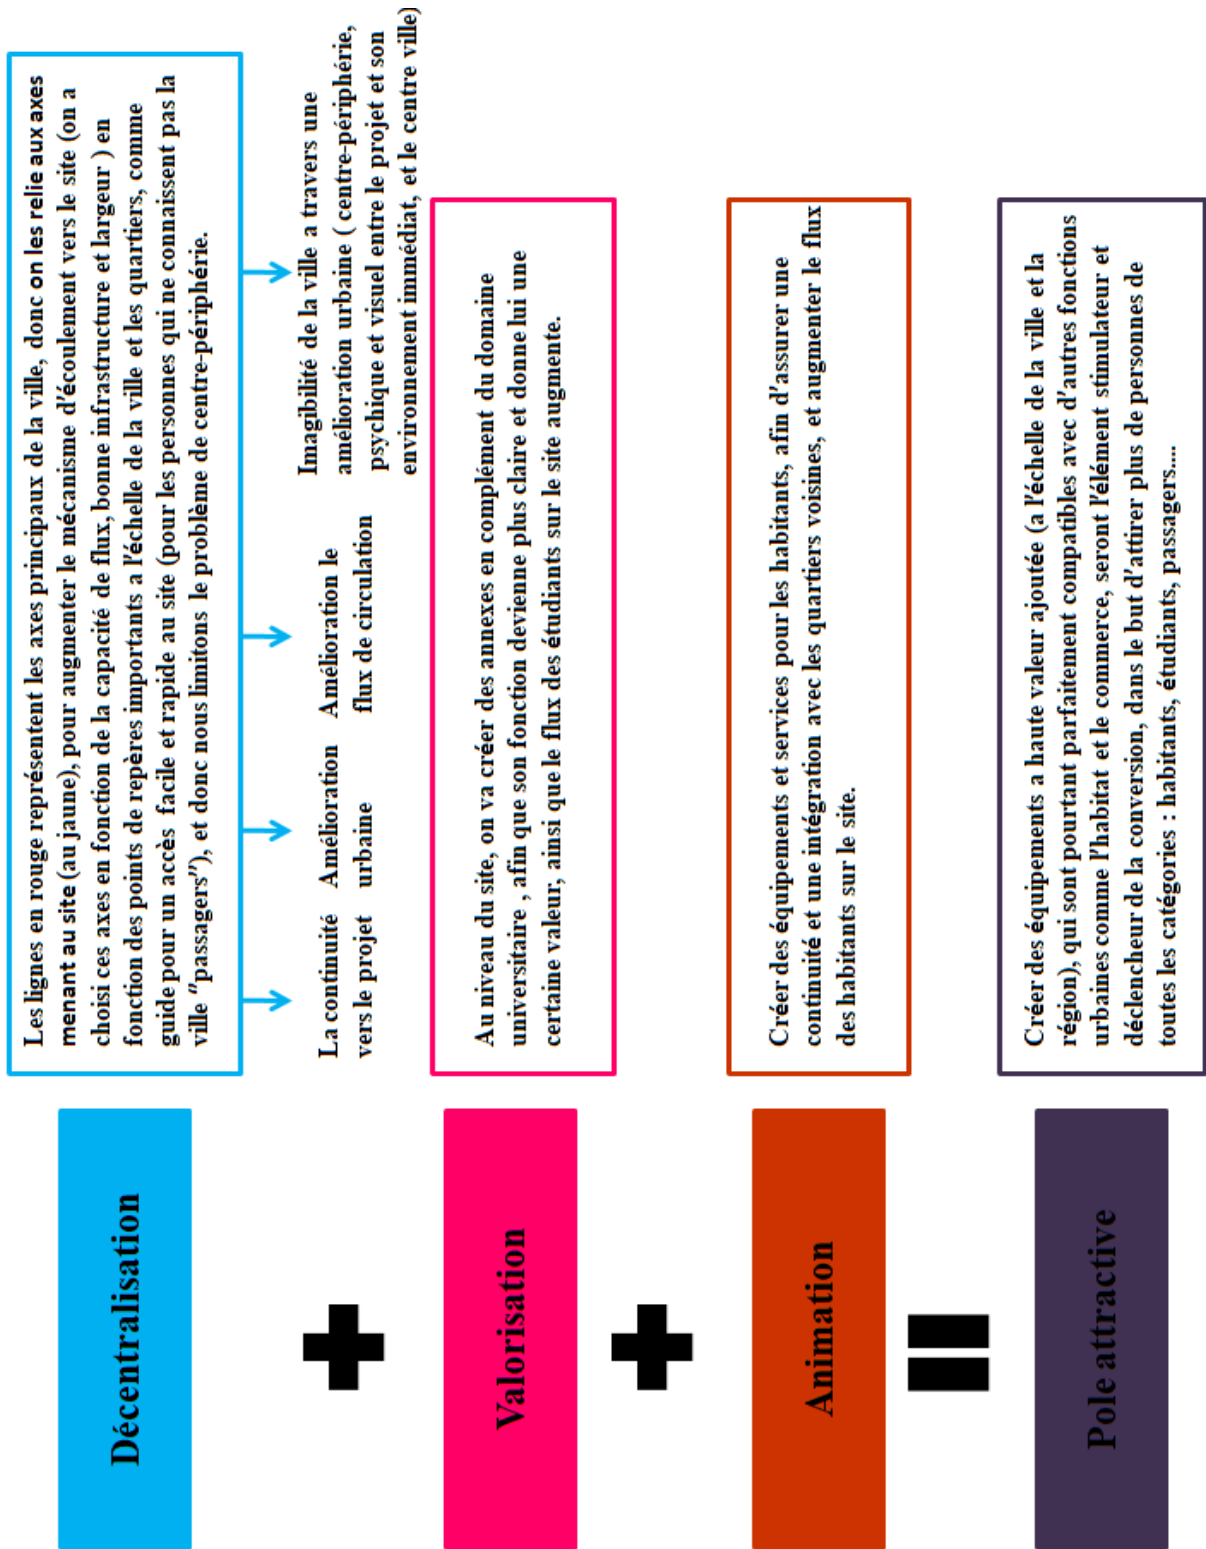 Décentralisation
Les lignes en rouge représentent les axes principaux de la ville, donc on les relie aux axes
menant au site (au jaune), pour augmenter le mécanisme d'écoulement vers le site (on a
choisi ces axes en fonction de la capacité de flux, bonne infrastructure et largeur ) en
fonction des points de repères importants a l'échelle de la ville et les quartiers, comme
guide pour un accès facile et rapide au site (pour les personnes qui ne connaissent pas la
ville "passagers"), et donc nous limitons le problème de centre-périphérie.
La continuité
vers le projet
Amélioration
urbaine
Amélioration le
flux de circulation
Imagibilité de la ville a travers une
amélioration urbaine ( centre-périphérie,
psychique et visuel entre le projet et son
environnement immédiat, et le centre ville)
Valorisation
Au niveau du site, on va créer des annexes en complément du domaine
universitaire , afin que son fonction devienne plus claire et donne lui une
certaine valeur, ainsi que le flux des étudiants sur le site augmente.
Animation
Créer des équipements et services pour les habitants, afin d'assurer une
continuité et une intégration avec les quartiers voisines, et augmenter le flux
des habitants sur le site.
Pole attractive
Créer des équipements a haute valeur ajoutée (a l'échelle de la ville et la
région), qui sont pourtant parfaitement compatibles avec d'autres fonctions
urbaines comme l'habitat et le commerce, seront l'élément stimulateur et
déclencheur de la conversion, dans le but d'attirer plus de personnes de
toutes les catégories : habitants, étudiants, passagers....